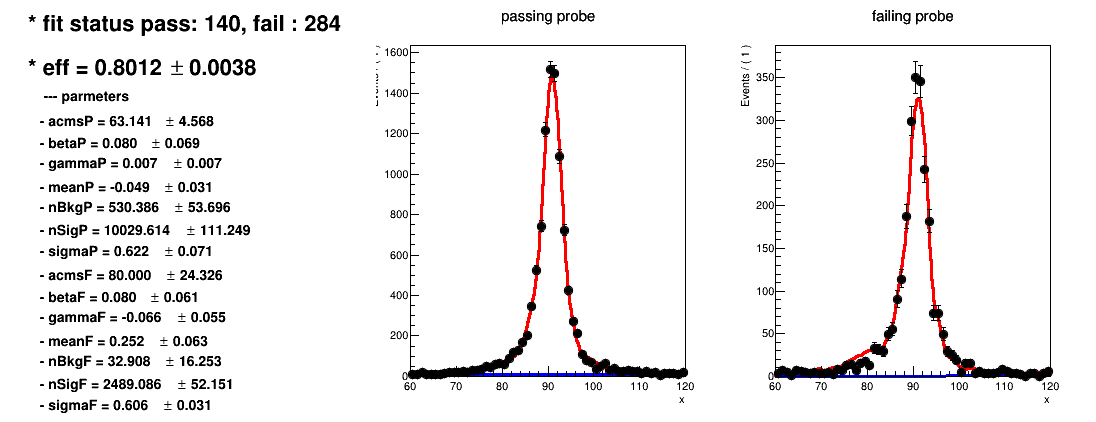 * fit status pass: 140, fail : 284
* eff = 0.8012 ± 0.0038
--- parmeters
- acmsP = 63.141 ± 4.568
- betaP = 0.080 ± 0.069
- gammaP = 0.007 ± 0.007
- meanP = -0.049 ± 0.031
- nBkgP = 530.386 ± 53.696
- nSigP = 10029.614 ± 111.249
- sigmaP = 0.622 ± 0.071
- acmsF = 80.000 ± 24.326
- betaF = 0.080 ± 0.061
- gammaF = -0.066 ± 0.055
- meanF = 0.252 ± 0.063
- nBkgF = 32.908 ± 16.253
- nSigF = 2489.086 ± 52.151
- sigmaF = 0.606 ± 0.031
passing probe
1600
1400
1200
1000
800
600
400
200
0
60 70 80 90 100 110 120
x
failing probe
Events / ( 1 )
350
300
250
200
150
100
50
0
60 70 80 90 100 110 120
x